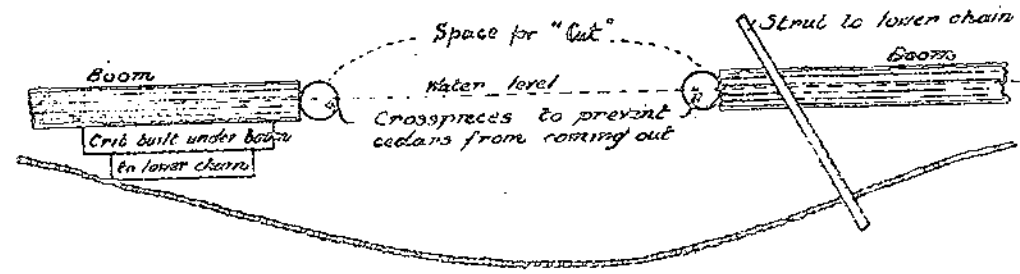 Strut to lower chain
Space for "Cut"
Boom
Boom
Water level
Crosspieces to prevent
cedars from coming out
Crib built under boom
to lower chain